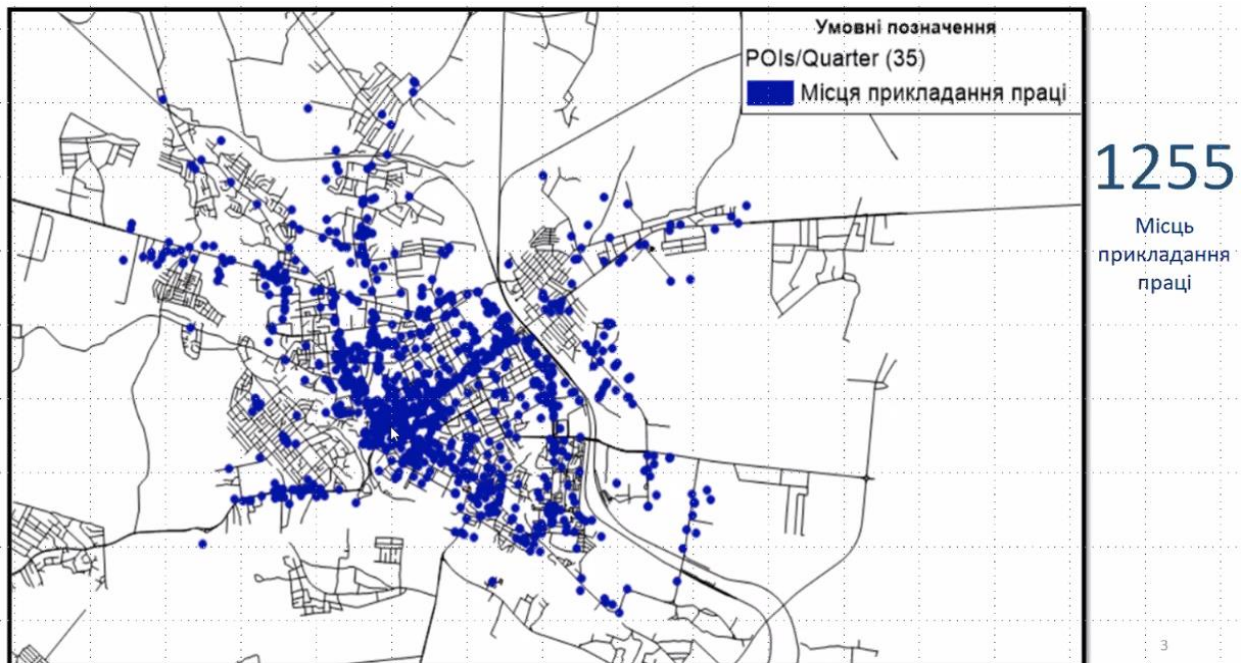 Умовні позначення
POIs/Quarter (35)
Місця прикладання праці
1255
Місць
прикладання
праці
3